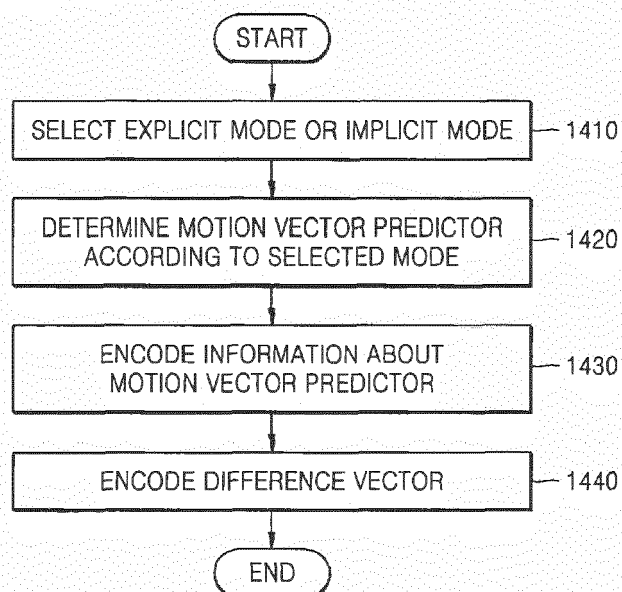 START
SELECT EXPLICIT MODE OR IMPLICIT MODE
1410
DETERMINE MOTION VECTOR PREDICTOR
ACCORDING TO SELECTED MODE
1420
ENCODE INFORMATION ABOUT
MOTION VECTOR PREDICTOR
1430
ENCODE DIFFERENCE VECTOR
1440
END